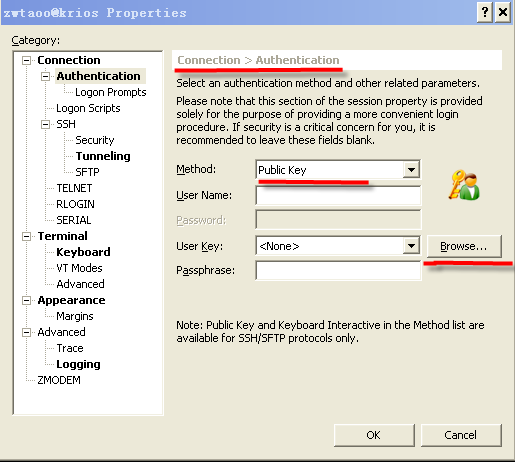 zwtaoo@krios Properties
Category:
Connection
Authentication
Logon Prompts
Logon Scripts
SSH
Security
Tunneling
SFTP
TELNET
RLOGIN
SERIAL
Terminal
Keyboard
VT Modes
Advanced
Appearance
Margins
Advanced
Trace
Logging
ZMODEM
Connection > Authentication
Select an authentication method and other related parameters.
Please note that this section of the session property is provided
solely for the purpose of providing a more convenient login
procedure. If security is a critical concern for you, it is
recommended to leave these fields blank.
Method: Public Key
User Name:
Password:
User Key: <None> Browse...
Passphrase:
Note: Public Key and Keyboard Interactive in the Method list are
available for SSH/SFTP protocols only.
OK Cancel